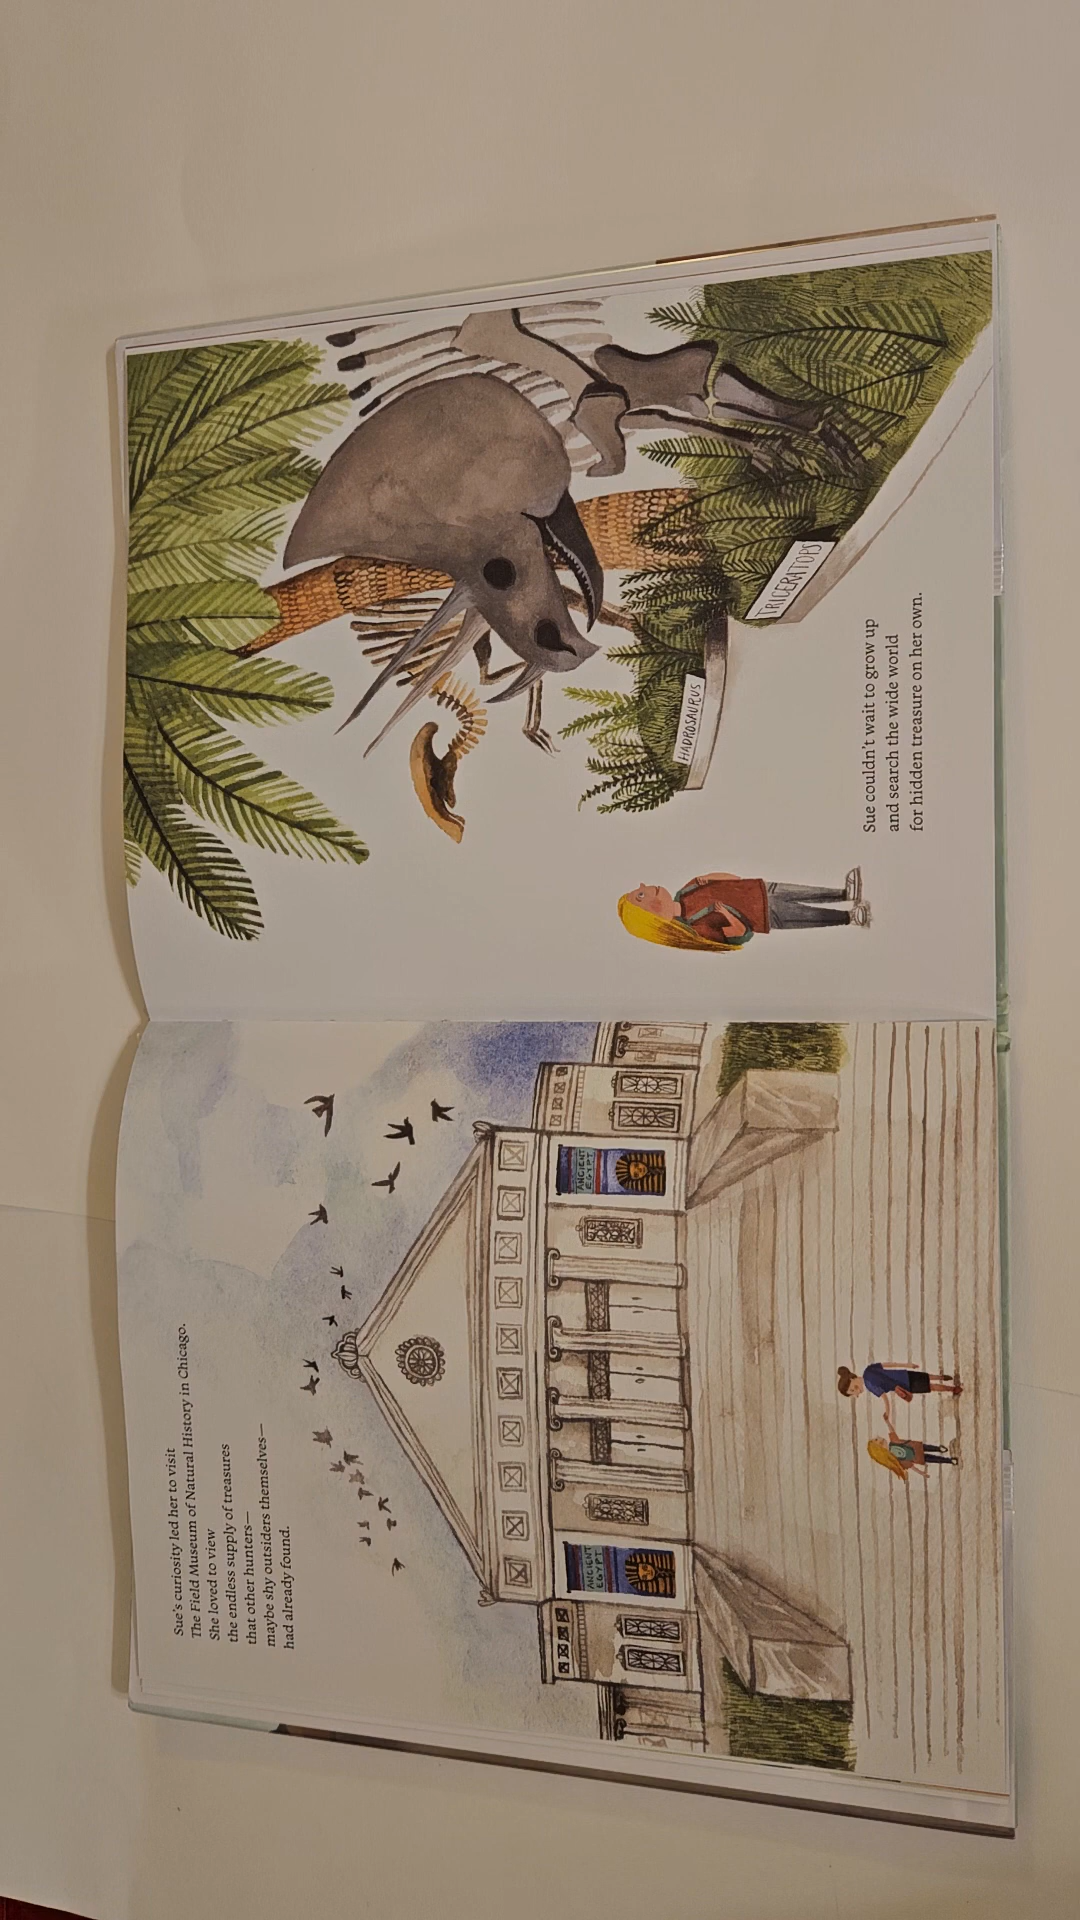 Sue's curiosity led her to visit
The Field Museum of Natural History in Chicago.
She loved to view
the endless supply of treasures
that other hunters—
maybe shy outsiders themselves—
had already found.
ANCIENT
EGYPT
ANCIENT
EGYPT
HADROSAURUS
TRICERATOPS
Sue couldn't wait to grow up
and search the wide world
for hidden treasure on her own.